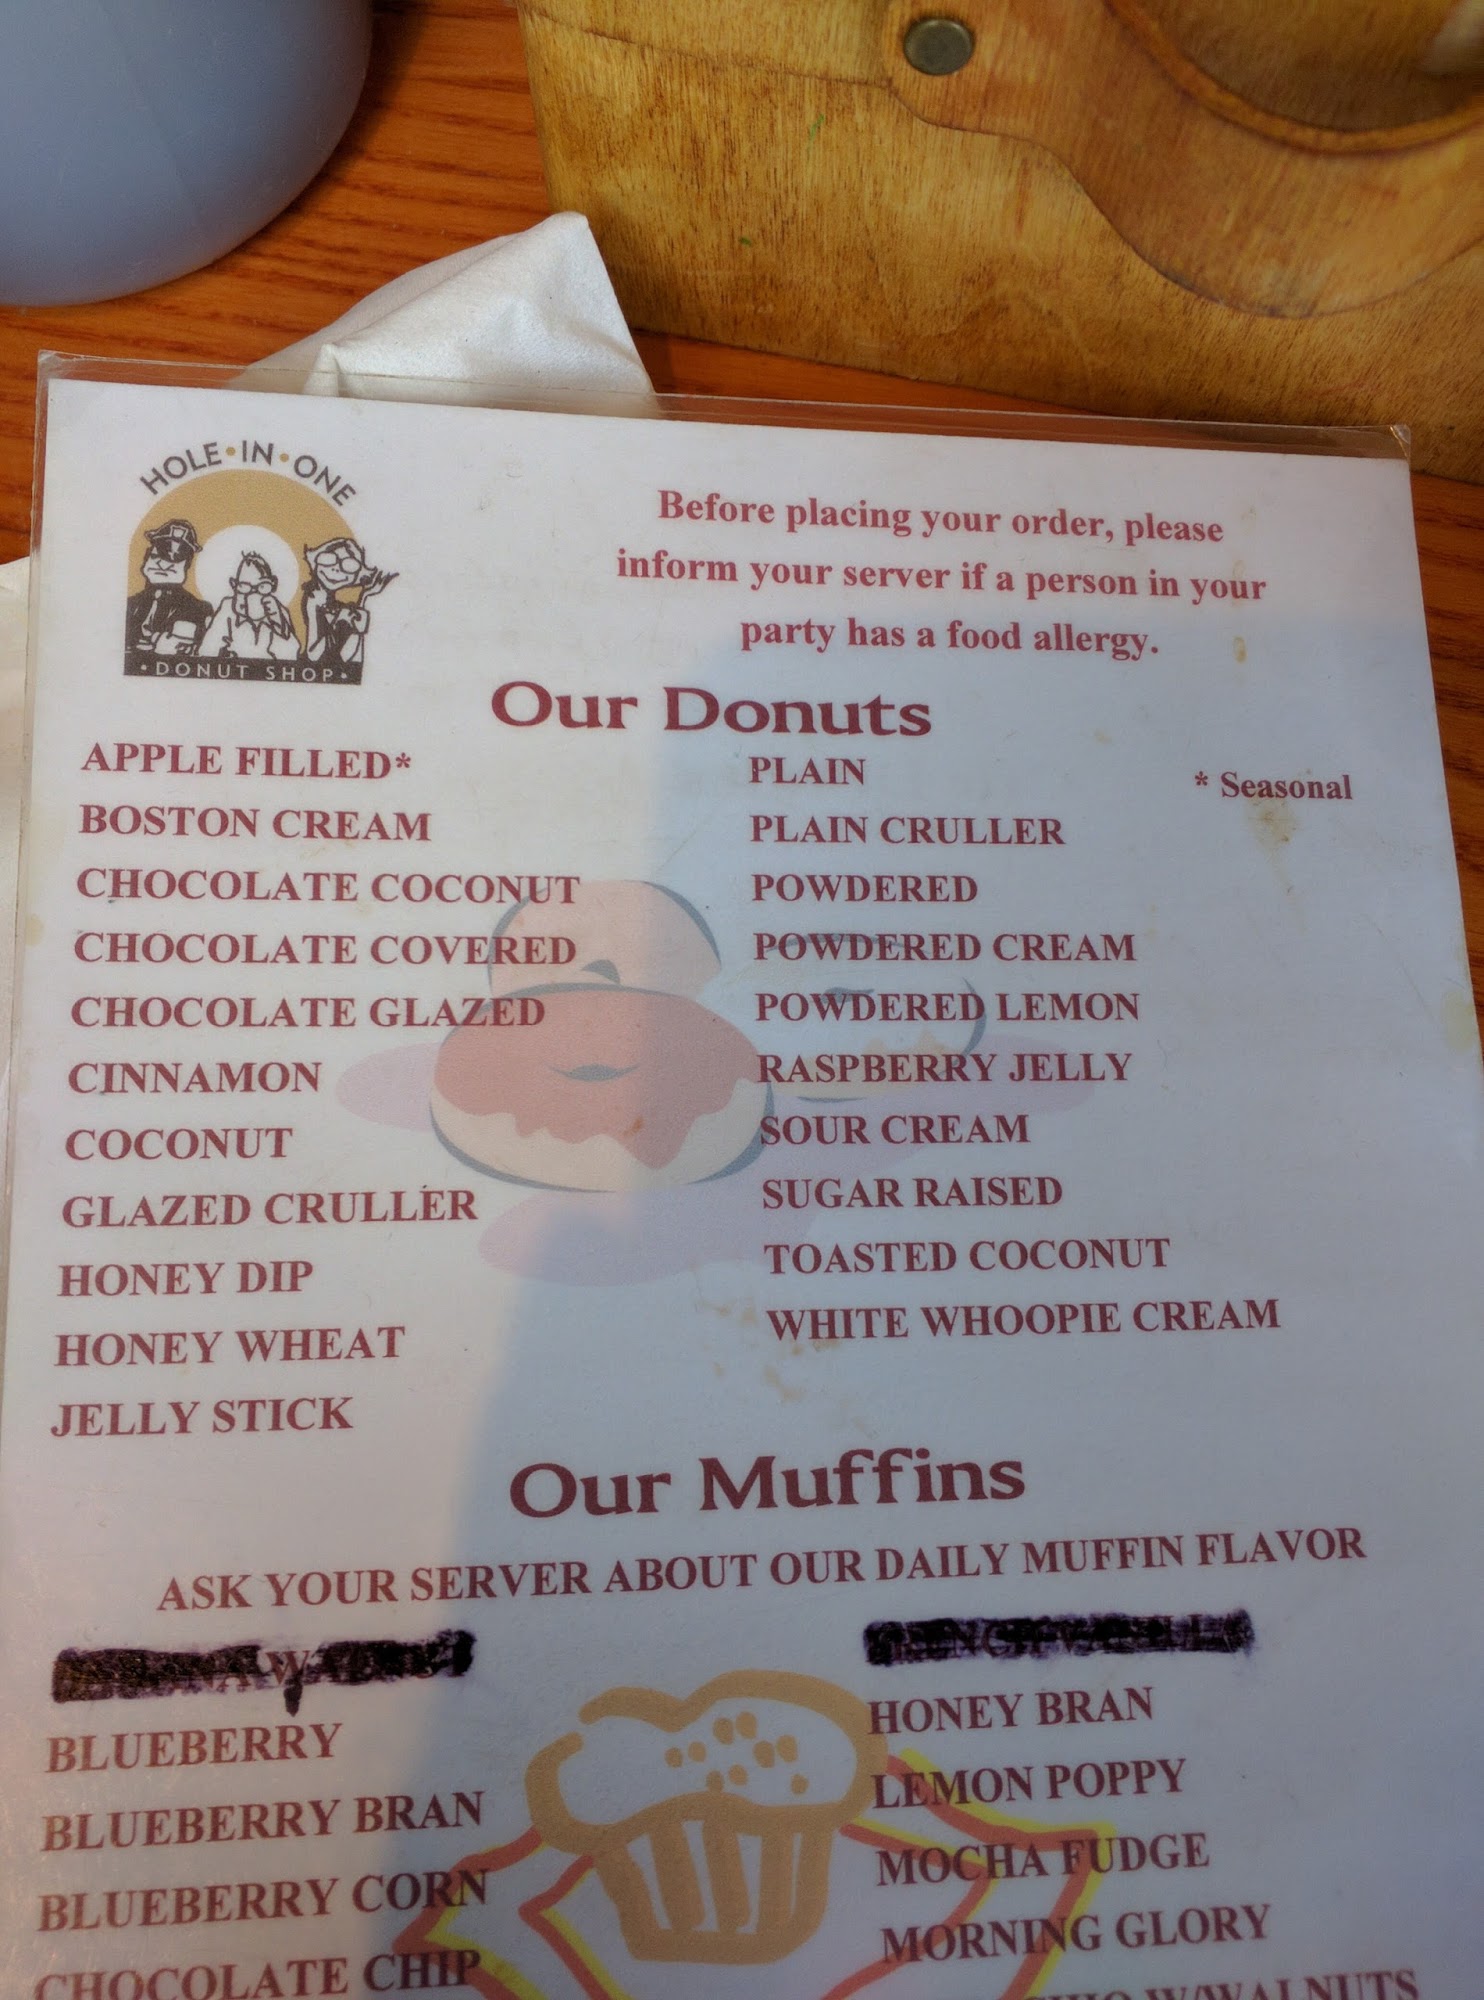 HOLE·IN·ONE
·DONUT SHOP·
Before placing your order, please
inform your server if a person in your
party has a food allergy.
Our Donuts
APPLE FILLED*
BOSTON CREAM
CHOCOLATE COCONUT
CHOCOLATE COVERED
CHOCOLATE GLAZED
CINNAMON
COCONUT
GLAZED CRULLER
HONEY DIP
HONEY WHEAT
JELLY STICK
PLAIN
PLAIN CRULLER
POWDERED
POWDERED CREAM
POWDERED LEMON
RASPBERRY JELLY
SOUR CREAM
SUGAR RAISED
TOASTED COCONUT
WHITE WHOOPIE CREAM
* Seasonal
Our Muffins
ASK YOUR SERVER ABOUT OUR DAILY MUFFIN FLAVOR
BLUEBERRY
BLUEBERRY BRAN
BLUEBERRY CORN
CHOCOLATE CHIP
HONEY BRAN
LEMON POPPY
MOCHA FUDGE
MORNING GLORY
W/WALNUTS